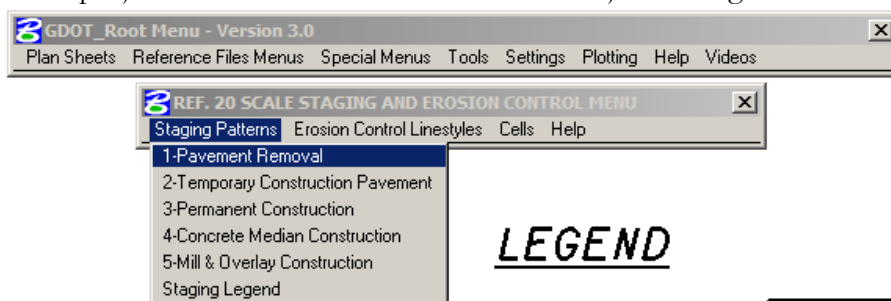 GDOT_Root Menu - Version 3.0
Plan Sheets Reference Files Menus Special Menus Tools Settings Plotting Help Videos
REF. 20 SCALE STAGING AND EROSION CONTROL MENU
Staging Patterns Erosion Control Linestyles Cells Help
1-Pavement Removal
2-Temporary Construction Pavement
3-Permanent Construction
4-Concrete Median Construction
5-Mill & Overlay Construction
Staging Legend
LEGEND